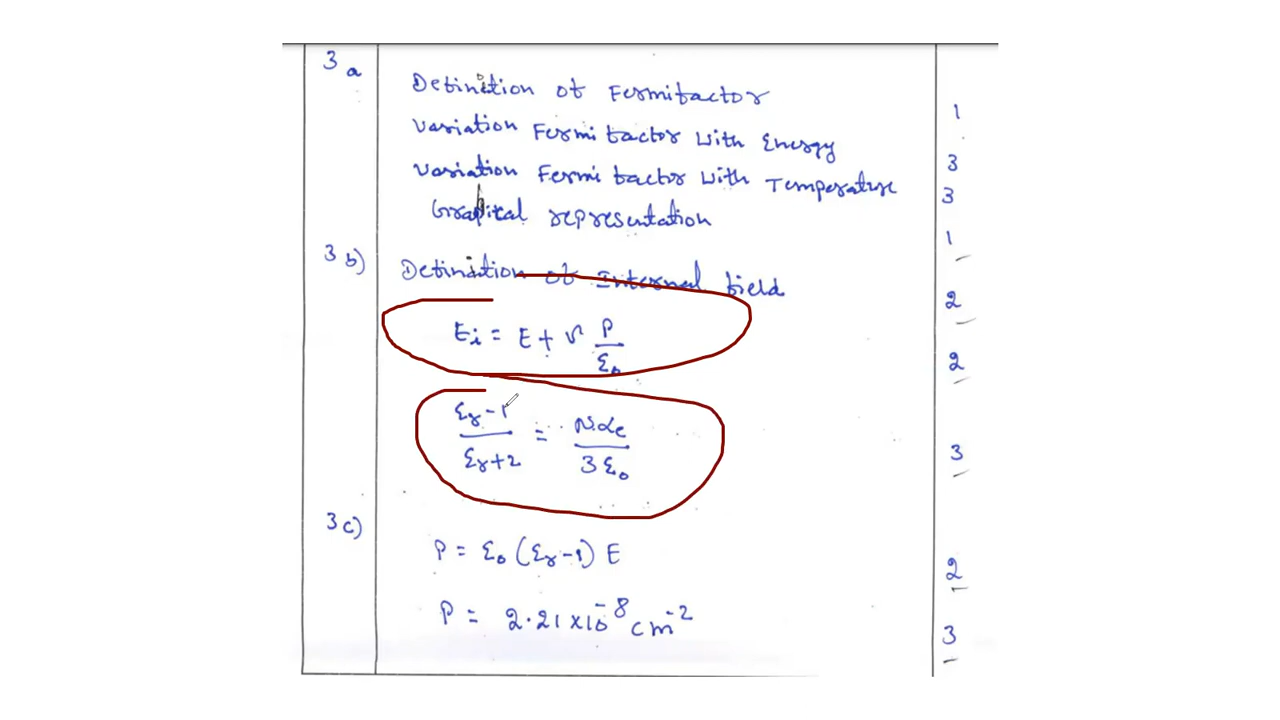 3 a
Definition of Fermifactor 1
Variation Fermi factor with Energy 3
Variation Fermi factor with Temperature 3
Graphical representation 1
3 b) Definition of Internal field 2
Ei = E + γ P/ε0 2
εr-1/εr+2 = Nαe/3ε0 3
3 c)
P = ε0 (εr-1) E 2
P = 2.21×10^-8 cm^-2 3